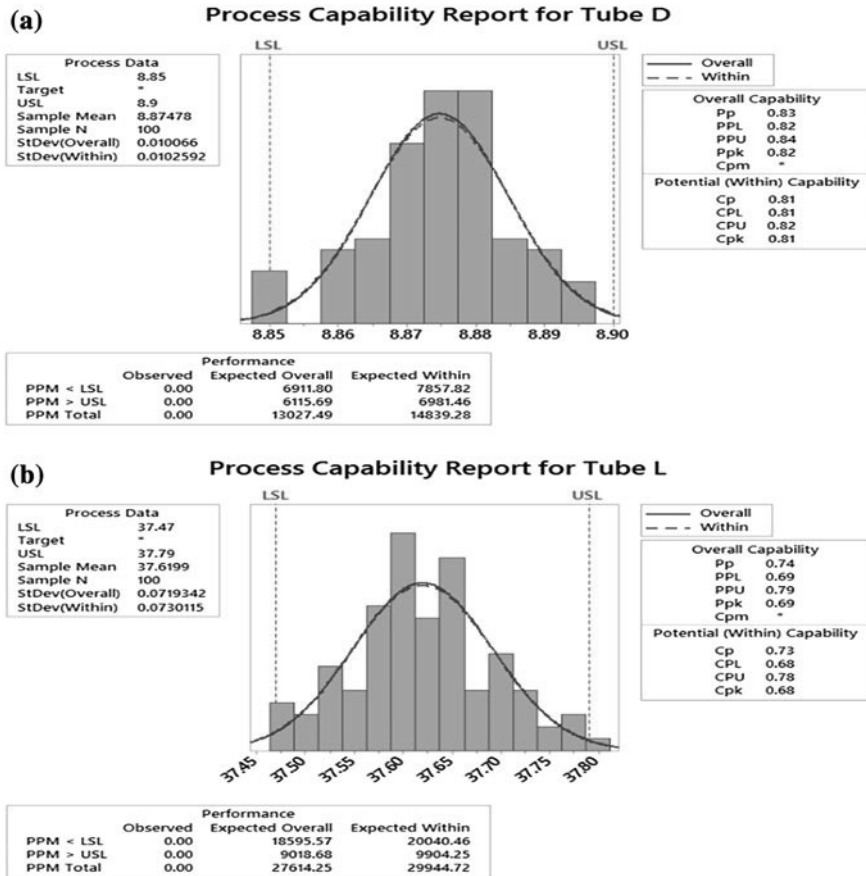 (a) Process Capability Report for Tube D
LSL USL
Process Data
LSL 8.85
Target *
USL 8.9
Sample Mean 8.87478
Sample N 100
StDev(Overall) 0.010066
StDev(Within) 0.0102592
Overall
Within
Overall Capability
Pp 0.83
PPL 0.82
PPU 0.84
Ppk 0.82
Cpm *
Potential (Within) Capability
Cp 0.81
CPL 0.81
CPU 0.82
Cpk 0.81
8.85 8.86 8.87 8.88 8.89 8.90
Performance
Observed Expected Overall Expected Within
PPM < LSL 0.00 6911.80 7857.82
PPM > USL 0.00 6115.69 6981.46
PPM Total 0.00 13027.49 14839.28
(b) Process Capability Report for Tube L
LSL USL
Process Data
LSL 37.47
Target *
USL 37.79
Sample Mean 37.6199
Sample N 100
StDev(Overall) 0.0719342
StDev(Within) 0.0730115
Overall
Within
Overall Capability
Pp 0.74
PPL 0.69
PPU 0.79
Ppk 0.69
Cpm *
Potential (Within) Capability
Cp 0.73
CPL 0.68
CPU 0.78
Cpk 0.68
37.45 37.50 37.55 37.60 37.65 37.70 37.75 37.80
Performance
Observed Expected Overall Expected Within
PPM < LSL 0.00 18595.57 20040.46
PPM > USL 0.00 9018.68 9904.25
PPM Total 0.00 27614.25 29944.72